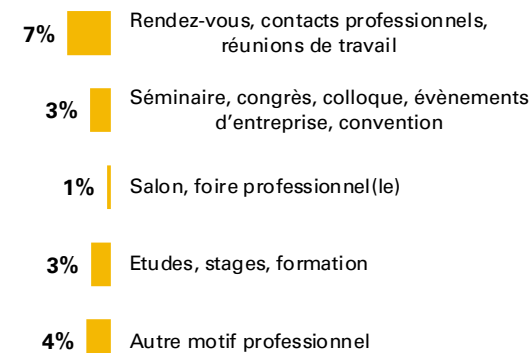 7% Rendez-vous, contacts professionnels,
réunions de travail
3% Séminaire, congrès, colloque, évènements
d'entreprise, convention
1% Salon, foire professionnel(le)
3% Etudes, stages, formation
4% Autre motif professionnel